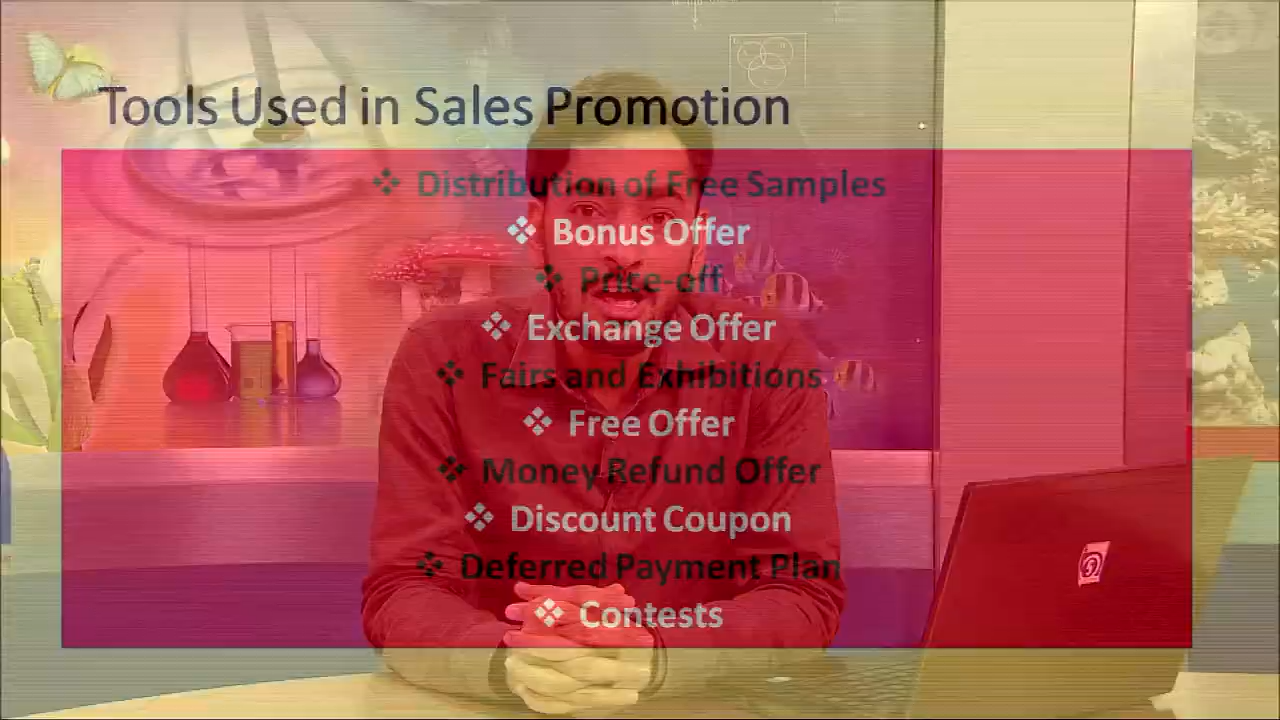 Tools Used in Sales Promotion
❖ Distribution of Free Samples
❖ Bonus Offer
❖ Price-off
❖ Exchange Offer
❖ Fairs and Exhibitions
❖ Free Offer
❖ Money Refund Offer
❖ Discount Coupon
❖ Deferred Payment Plan
❖ Contests